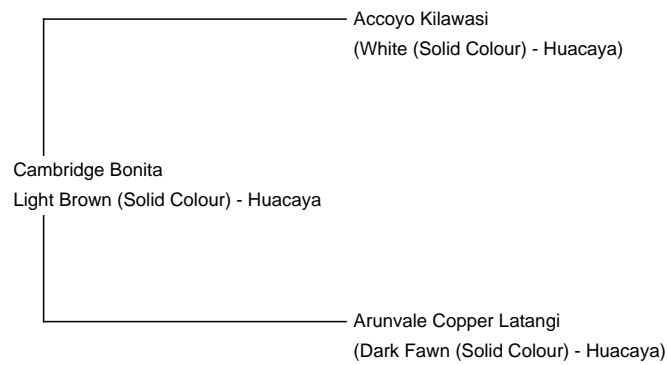 Accoyo Kilawasi
(White (Solid Colour) - Huacaya)
Cambridge Bonita
Light Brown (Solid Colour) - Huacaya
Arunvale Copper Latangi
(Dark Fawn (Solid Colour) - Huacaya)